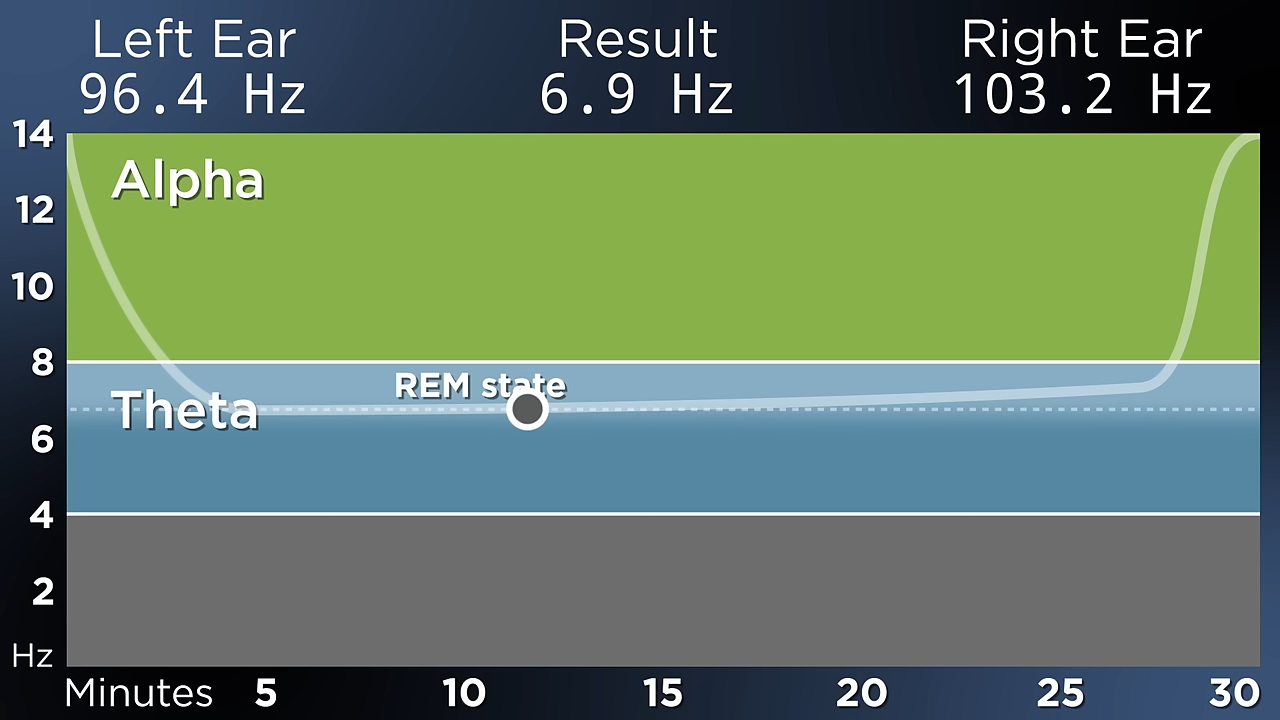 Left Ear
96.4 Hz
Result
6.9 Hz
Right Ear
103.2 Hz
14
Alpha
12
10
8
REM state
Theta
6
4
2
Hz
Minutes 5 10 15 20 25 30